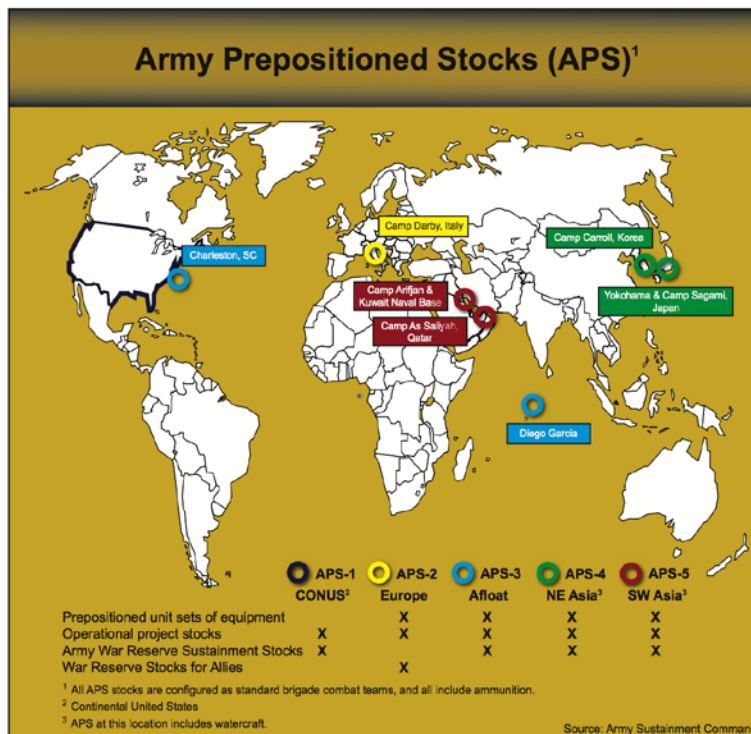 Army Prepositioned Stocks (APS)¹
Camp Darby, Italy
Camp Carroll, Korea
Charleston, SC
Camp Arifjan &
Kuwait Naval Base
Yokohama & Camp Sagami,
Japan
Camp As Saliyah,
Qatar
Diego Garcia
APS-1 APS-2 APS-3 APS-4 APS-5
CONUS² Europe Afloat NE Asia³ SW Asia³
Prepositioned unit sets of equipment X X X X
Operational project stocks X X X X X
Army War Reserve Sustainment Stocks X X X X
War Reserve Stocks for Allies X
¹ All APS stocks are configured as standard brigade combat teams, and all include ammunition.
² Continental United States
³ APS at this location includes watercraft.
Source: Army Sustainment Comman